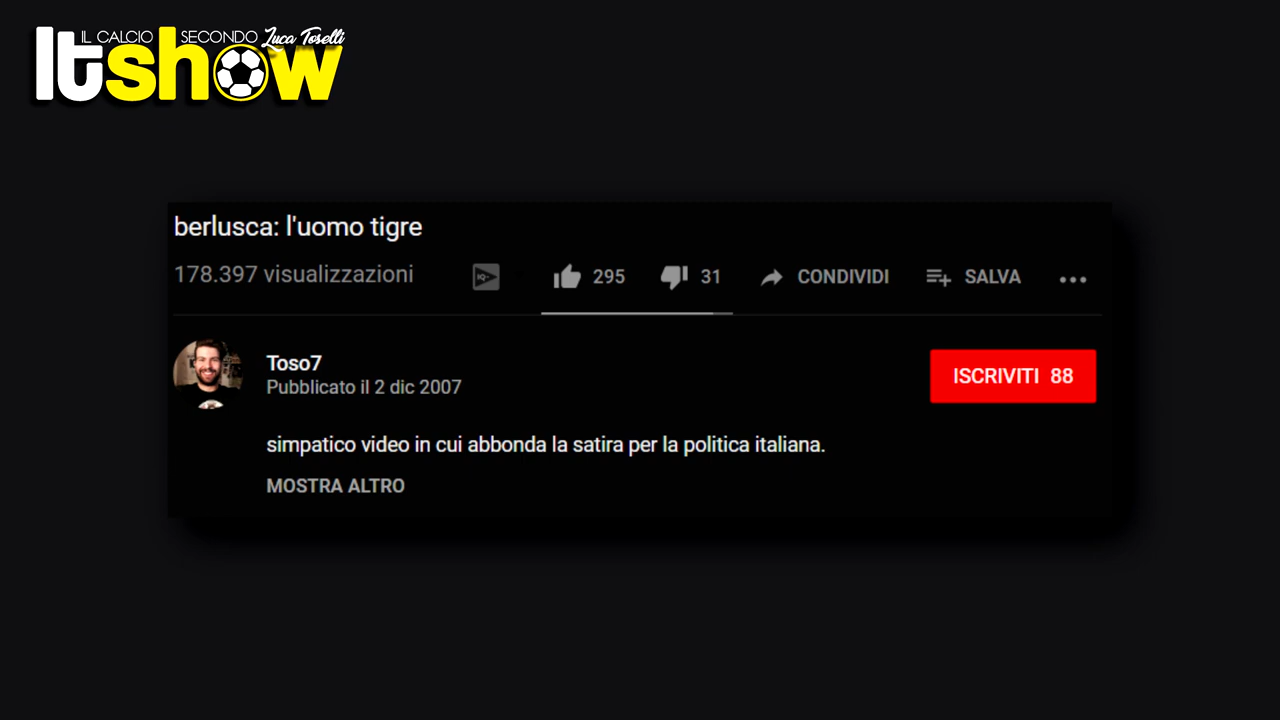 IL CALCIO SECONDO Luca Toselli
ltshow
berlusca: l'uomo tigre
178.397 visualizzazioni
IQ
295
31
CONDIVIDI
SALVA
Toso7
Pubblicato il 2 dic 2007
ISCRIVITI 88
simpatico video in cui abbonda la satira per la politica italiana.
MOSTRA ALTRO